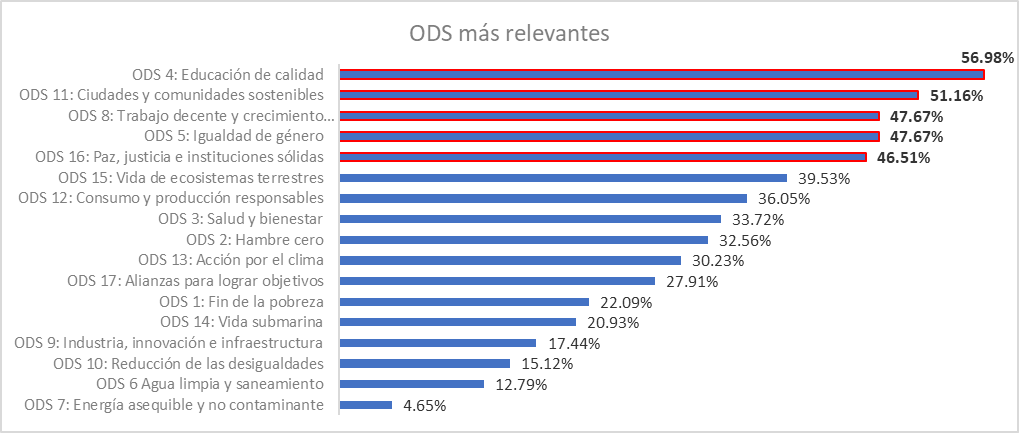 ODS más relevantes
ODS 4: Educación de calidad 56.98%
ODS 11: Ciudades y comunidades sostenibles 51.16%
ODS 8: Trabajo decente y crecimiento... 47.67%
ODS 5: Igualdad de género 47.67%
ODS 16: Paz, justicia e instituciones sólidas 46.51%
ODS 15: Vida de ecosistemas terrestres 39.53%
ODS 12: Consumo y producción responsables 36.05%
ODS 3: Salud y bienestar 33.72%
ODS 2: Hambre cero 32.56%
ODS 13: Acción por el clima 30.23%
ODS 17: Alianzas para lograr objetivos 27.91%
ODS 1: Fin de la pobreza 22.09%
ODS 14: Vida submarina 20.93%
ODS 9: Industria, innovación e infraestructura 17.44%
ODS 10: Reducción de las desigualdades 15.12%
ODS 6 Agua limpia y saneamiento 12.79%
ODS 7: Energía asequible y no contaminante 4.65%